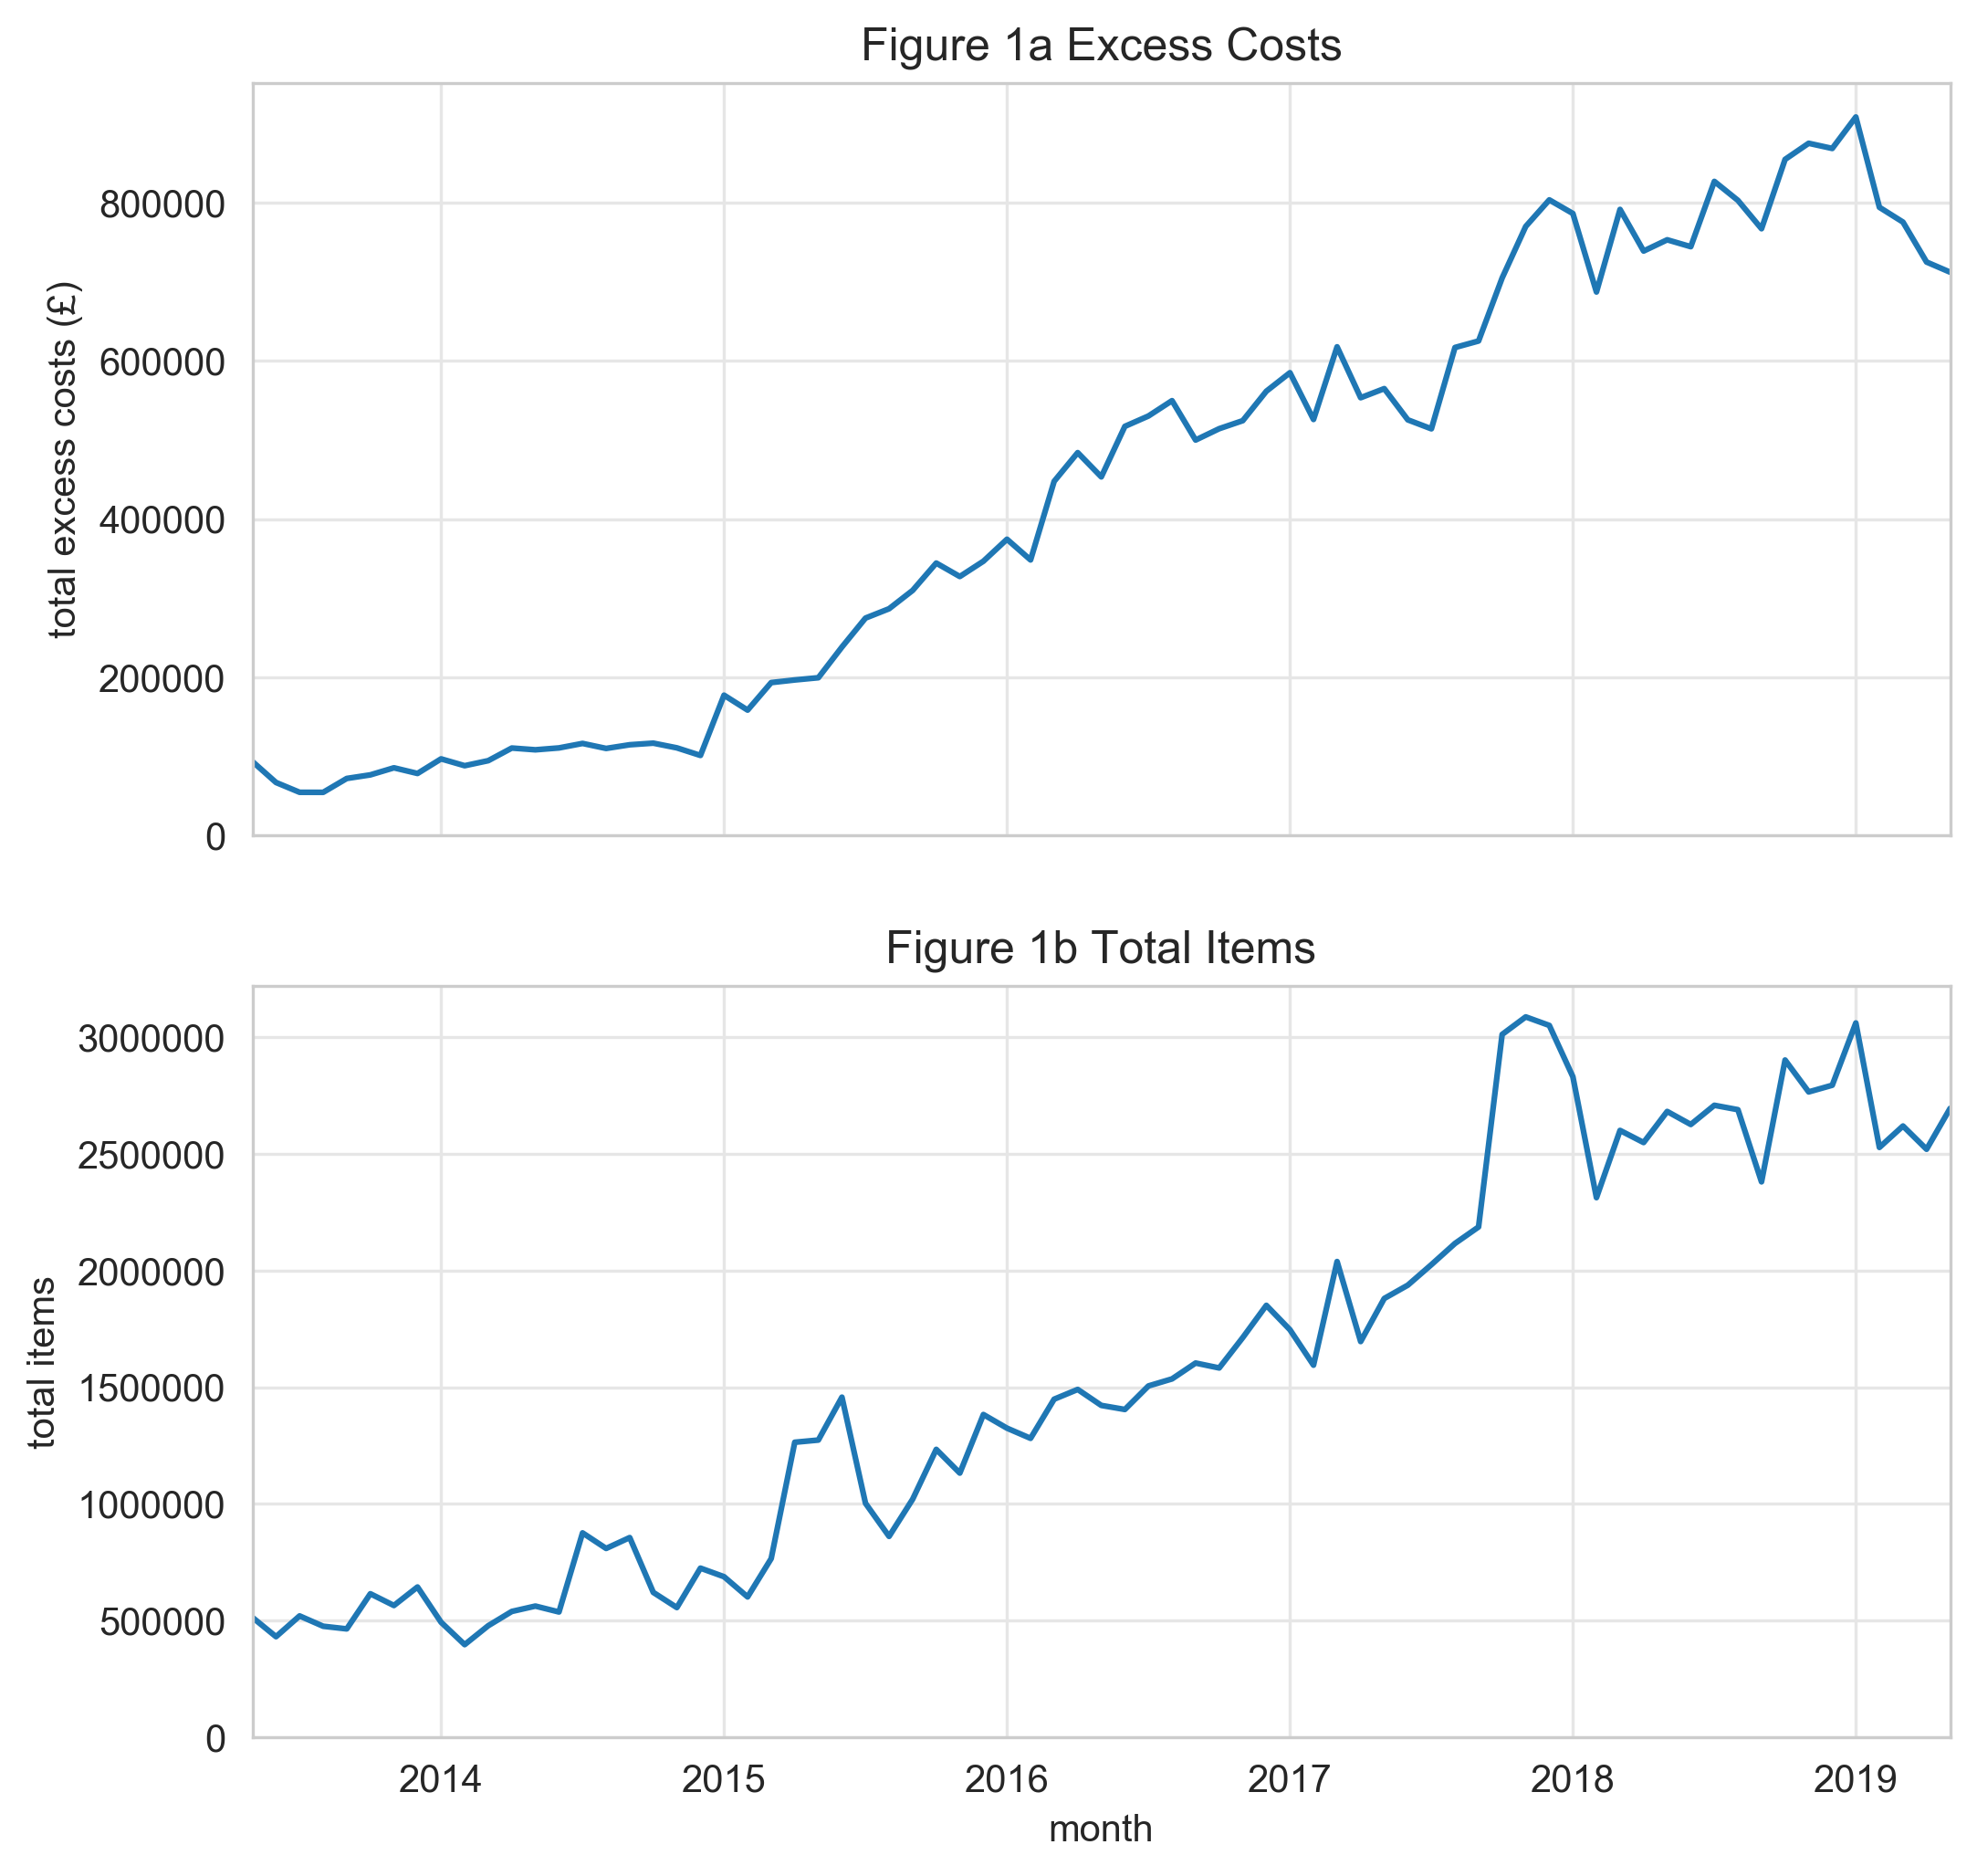 Figure 1a Excess Costs
total excess costs (£)
800000
600000
400000
200000
0
Figure 1b Total Items
total items
3000000
2500000
2000000
1500000
1000000
500000
0
2014 2015 2016 2017 2018 2019
month